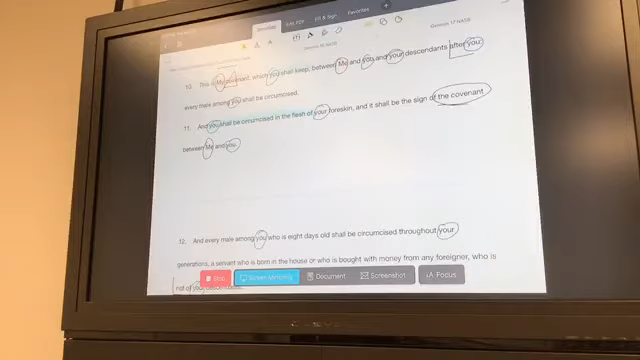 Annotate Edit PDF Fill & Sign Favorites
Genesis 17 NASB
10. This is My covenant, which you shall keep, between Me and you and your descendants after you:
every male among you shall be circumcised.
11. And you shall be circumcised in the flesh of your foreskin, and it shall be the sign of the covenant
between Me and you.
12. And every male among you who is eight days old shall be circumcised throughout your
generations, a servant who is born in the house or who is bought with money from any foreigner, who is
not of your
Stop Screen Mirroring Document Screenshot Focus